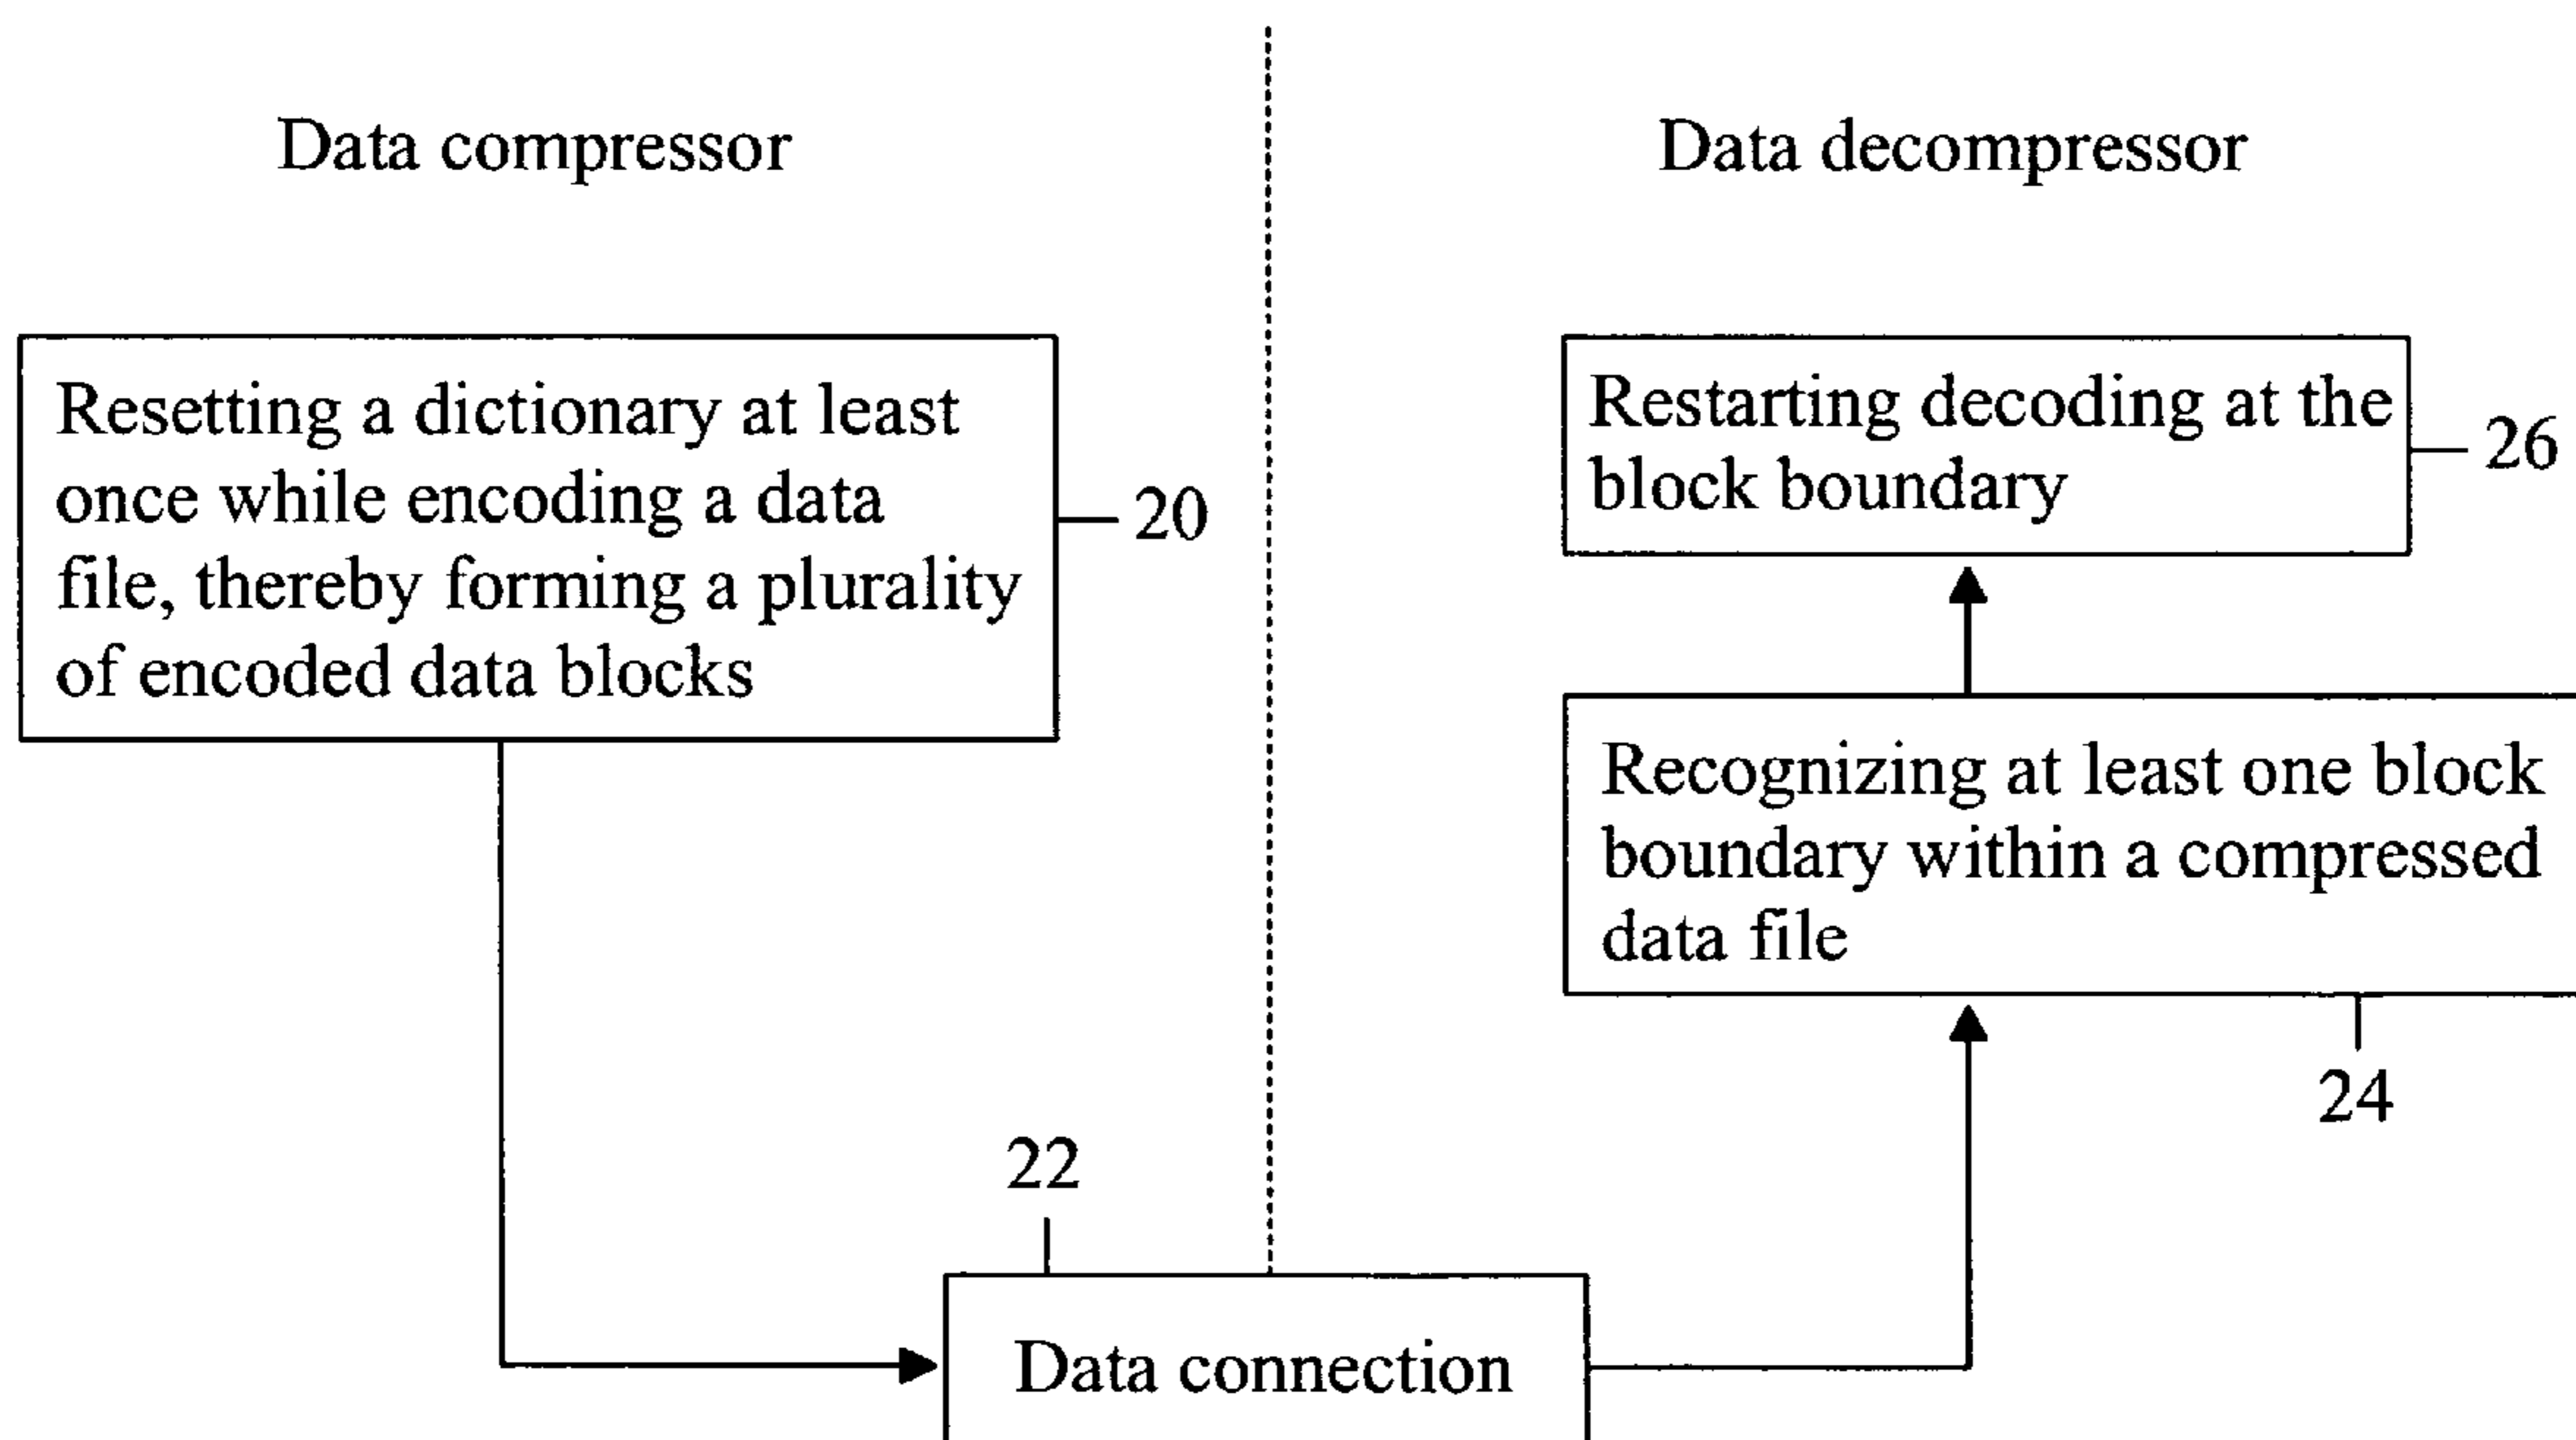 Data compressor
Data decompressor
Resetting a dictionary at least
once while encoding a data
file, thereby forming a plurality
of encoded data blocks
20
Restarting decoding at the
block boundary
26
Recognizing at least one block
boundary within a compressed
data file
24
22
Data connection